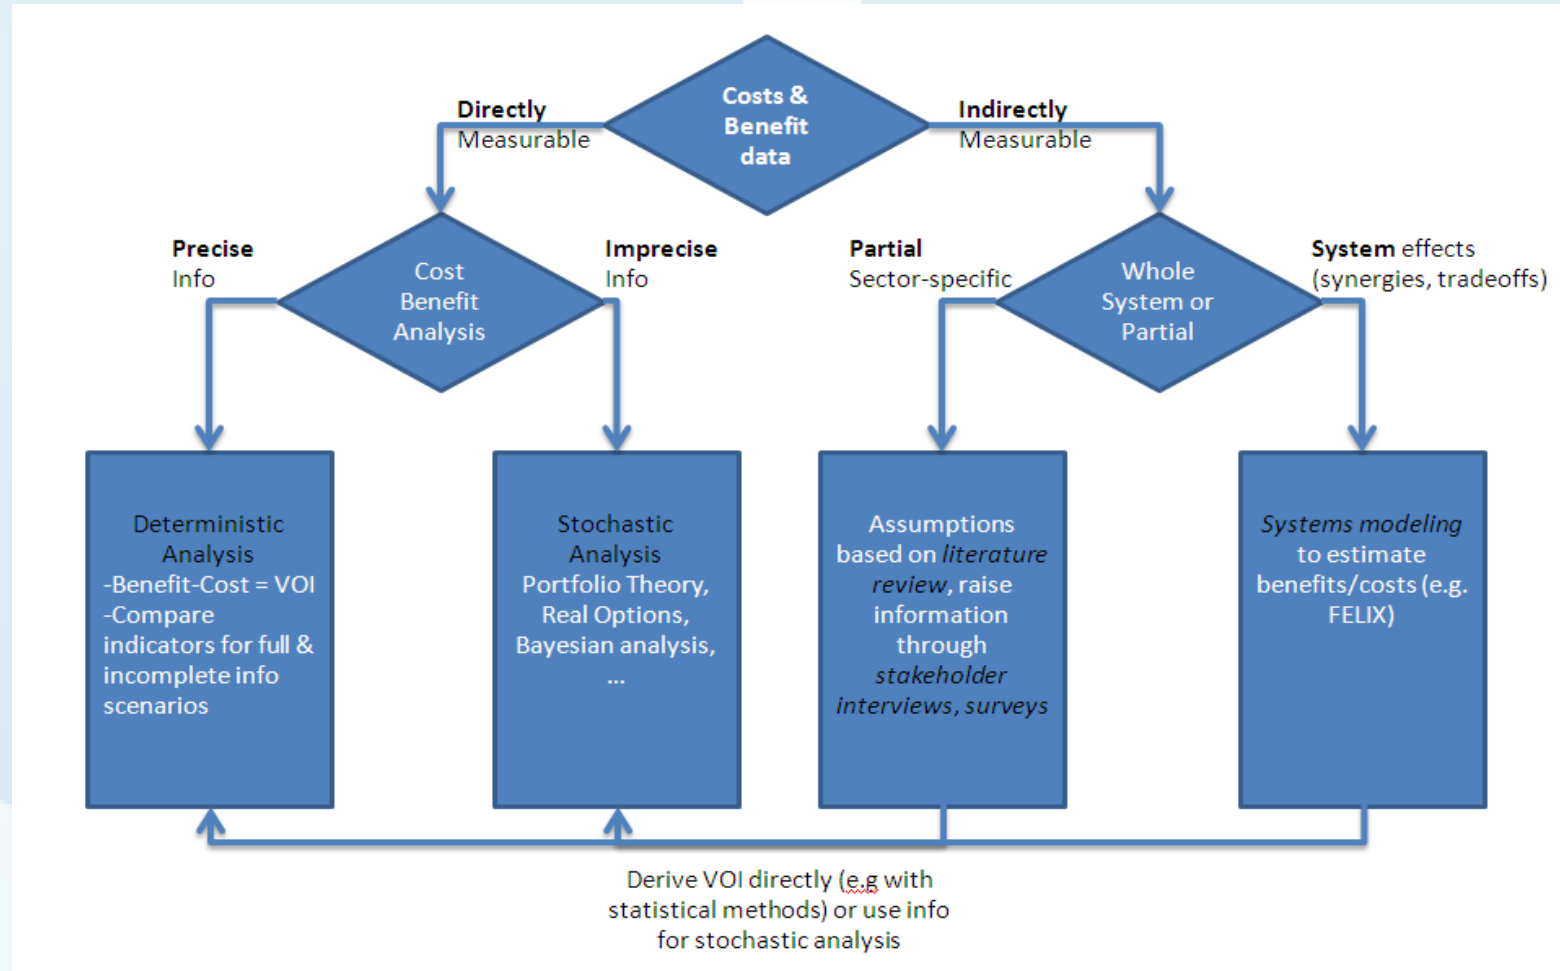 Costs &
Benefit
data
Directly
Measurable
Indirectly
Measurable
Precise
Info
Cost
Benefit
Analysis
Imprecise
Info
Partial
Sector-specific
Whole
System or
Partial
System effects
(synergies, tradeoffs)
Deterministic
Analysis
-Benefit-Cost = VOI
-Compare
indicators for full &
incomplete info
scenarios
Stochastic
Analysis
Portfolio Theory,
Real Options,
Bayesian analysis,
...
Assumptions
based on literature
review, raise
information
through
stakeholder
interviews, surveys
Systems modeling
to estimate
benefits/costs (e.g.
FELIX)
Derive VOI directly (e.g with
statistical methods) or use info
for stochastic analysis